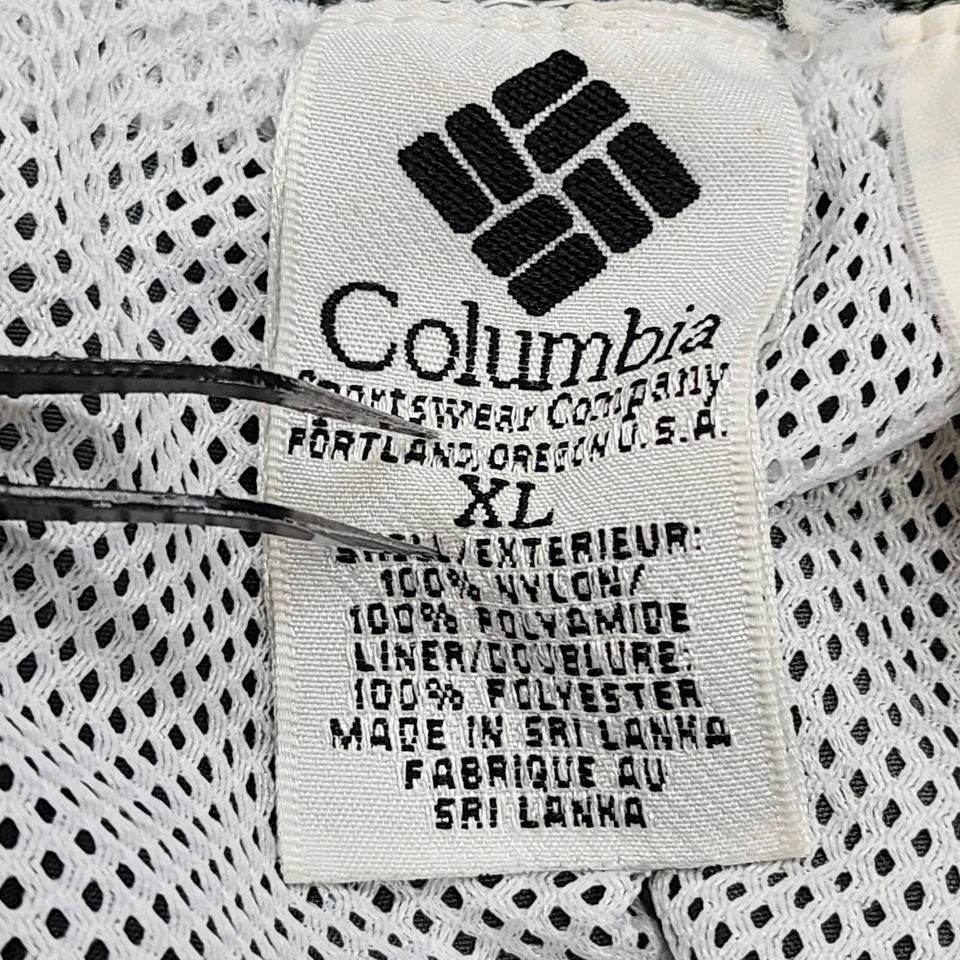 Columbia
Sportswear Company
PORTLAND, OREGON U.S.A.
XL
SHELL/EXTERIEUR:
100% NYLON/
100% POLYAMIDE
LINER/DOUBLURE:
100% POLYESTER
MADE IN SRI LANKA
FABRIQUE AU
SRI LANKA